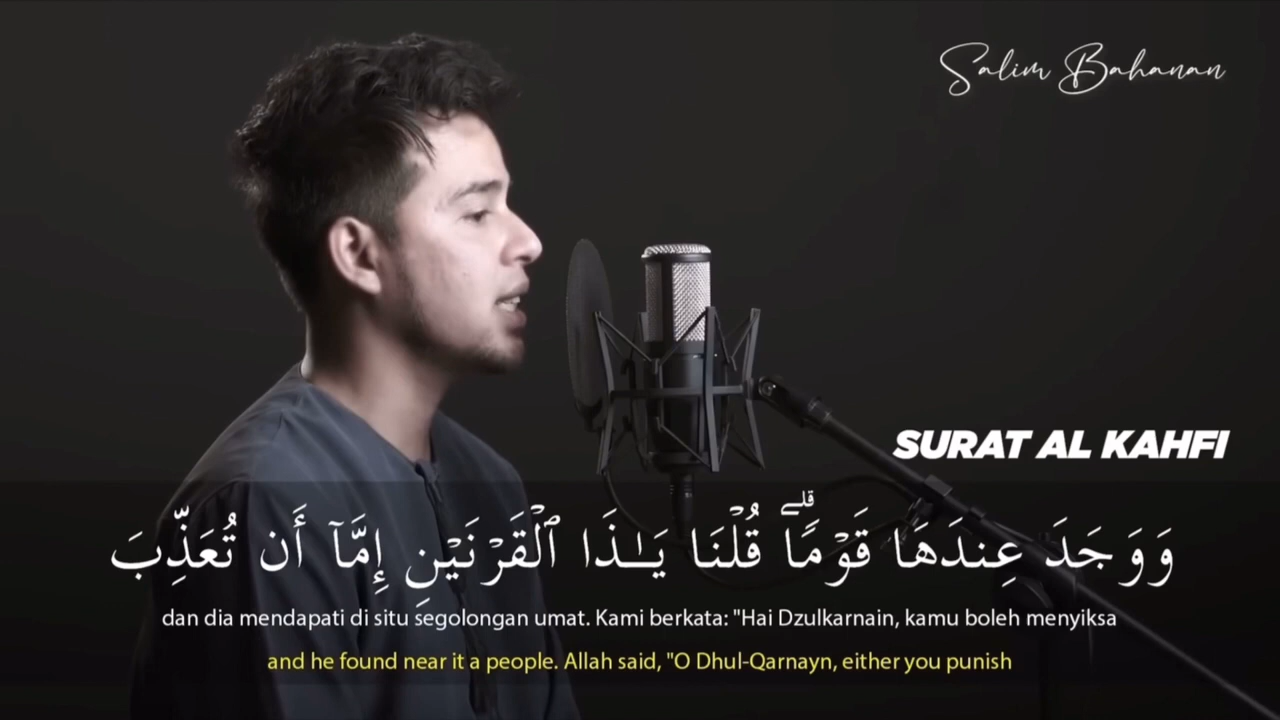 Salim Bahanan
SURAT AL KAHFI
وَوَجَدَ عِندَهَا قَوْمًا ۗ قُلْنَا يَـٰذَا ٱلْقَرْنَيْنِ إِمَّآ أَن تُعَذِّبَ
dan dia mendapati di situ segolongan umat. Kami berkata: "Hai Dzulkarnain, kamu boleh menyiksa
and he found near it a people. Allah said, "O Dhul-Qarnayn, either you punish